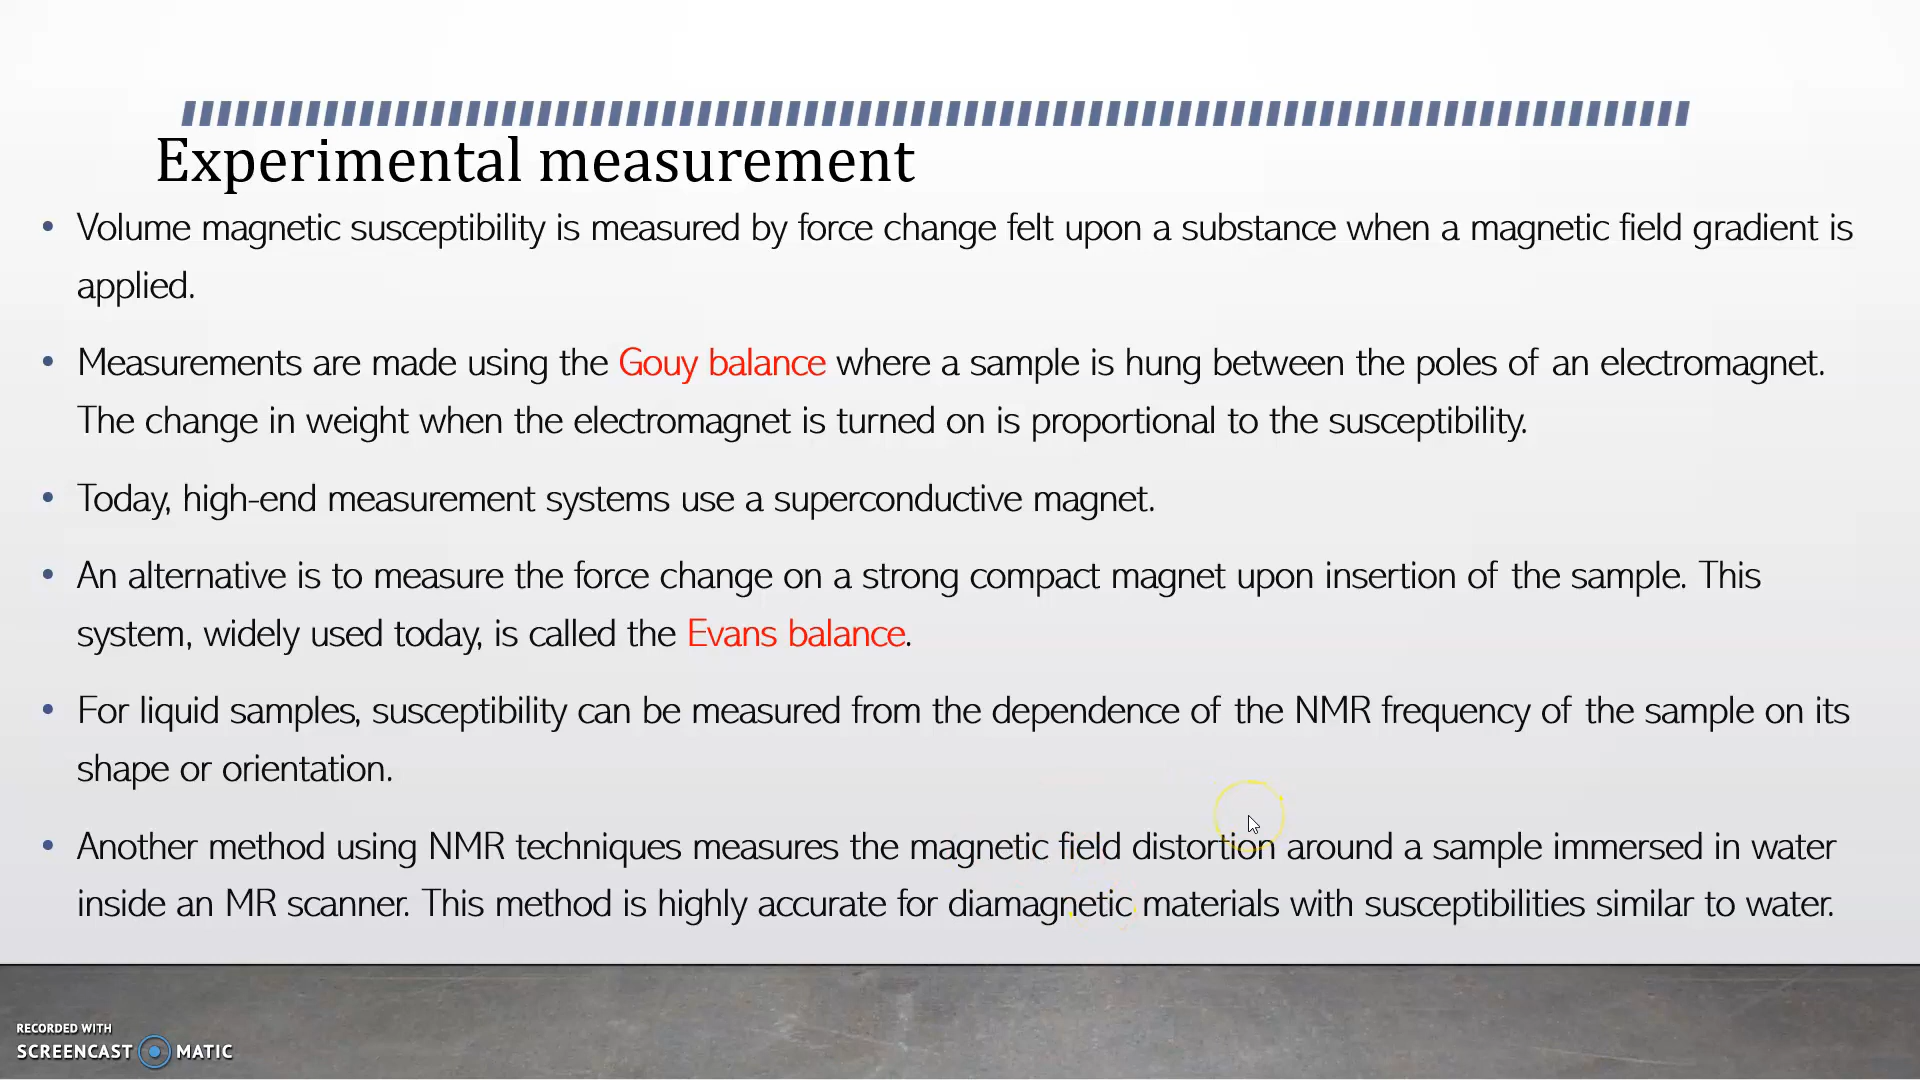 Experimental measurement
• Volume magnetic susceptibility is measured by force change felt upon a substance when a magnetic field gradient is
applied.
• Measurements are made using the Gouy balance where a sample is hung between the poles of an electromagnet.
The change in weight when the electromagnet is turned on is proportional to the susceptibility.
• Today, high-end measurement systems use a superconductive magnet.
• An alternative is to measure the force change on a strong compact magnet upon insertion of the sample. This
system, widely used today, is called the Evans balance.
• For liquid samples, susceptibility can be measured from the dependence of the NMR frequency of the sample on its
shape or orientation.
• Another method using NMR techniques measures the magnetic field distortion around a sample immersed in water
inside an MR scanner. This method is highly accurate for diamagnetic materials with susceptibilities similar to water.
RECORDED WITH
SCREENCAST MATIC